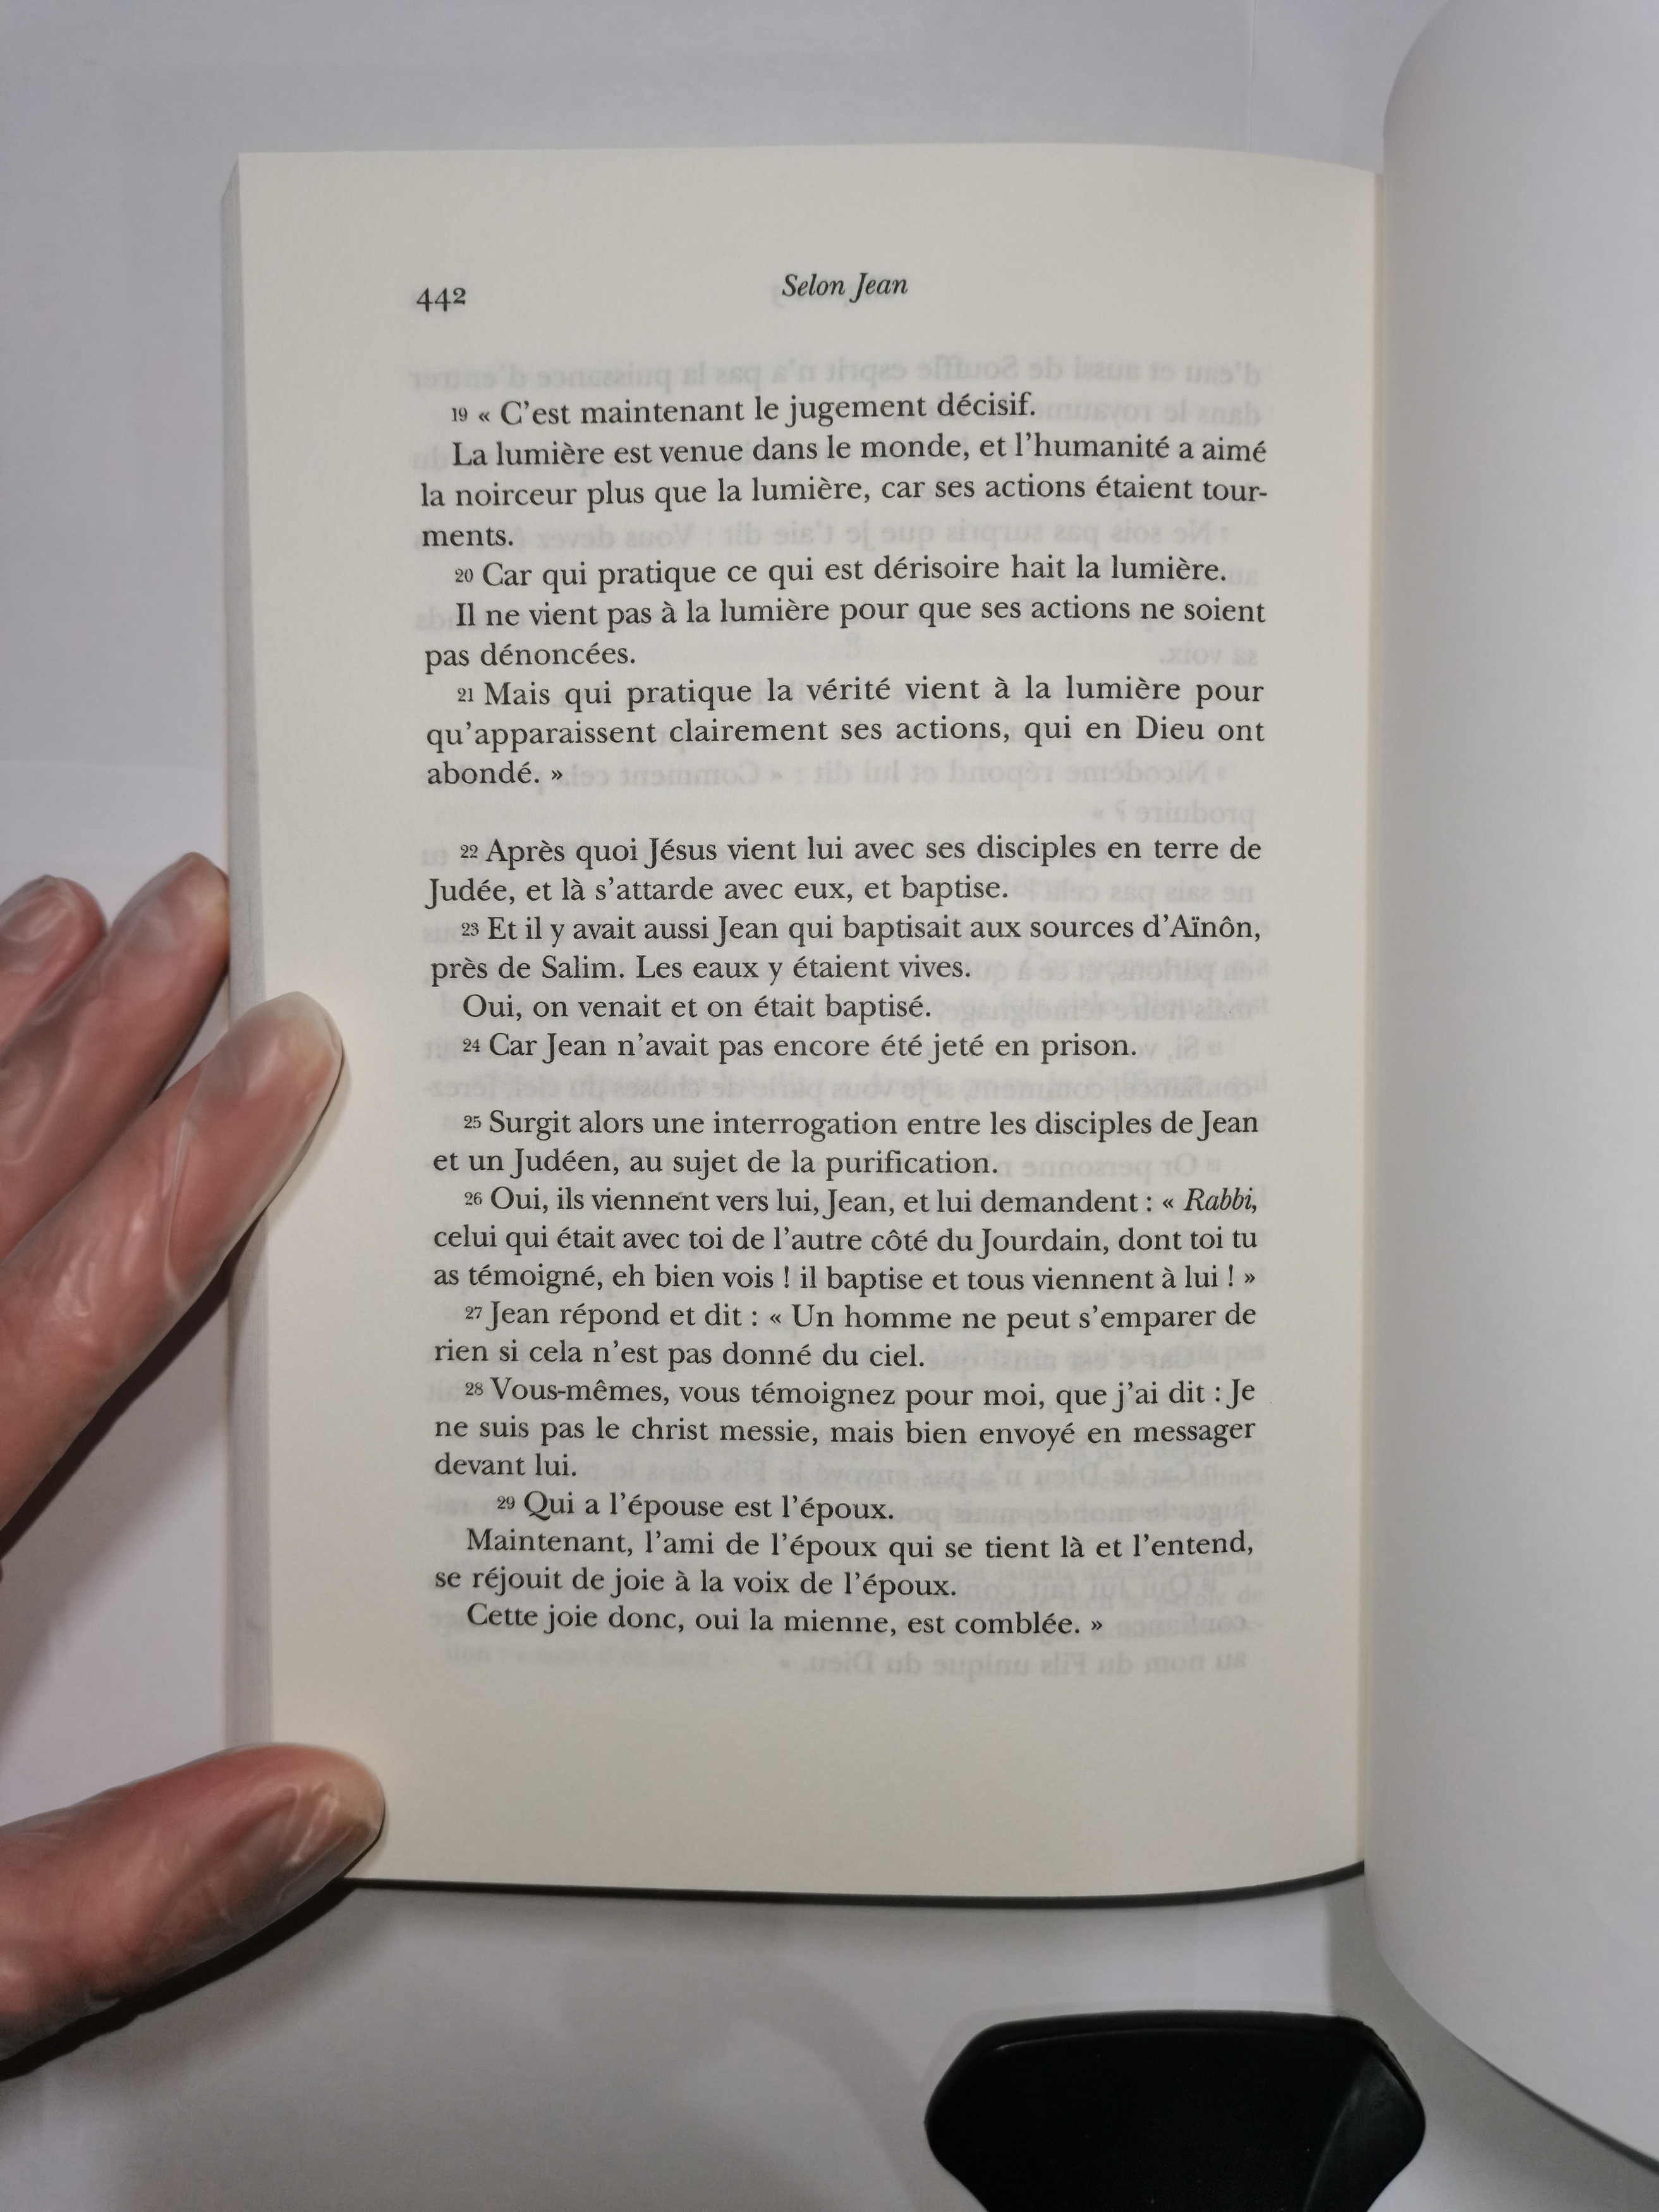 442
Selon Jean
19 « C'est maintenant le jugement décisif.
La lumière est venue dans le monde, et l'humanité a aimé
la noirceur plus que la lumière, car ses actions étaient tour-
ments.
20 Car qui pratique ce qui est dérisoire hait la lumière.
Il ne vient pas à la lumière pour que ses actions ne soient
pas dénoncées.
21 Mais qui pratique la vérité vient à la lumière pour
qu'apparaissent clairement ses actions, qui en Dieu ont
abondé. »
22 Après quoi Jésus vient lui avec ses disciples en terre de
Judée, et là s'attarde avec eux, et baptise.
23 Et il y avait aussi Jean qui baptisait aux sources d'Aïnôn,
près de Salim. Les eaux y étaient vives.
Oui, on venait et on était baptisé.
24 Car Jean n'avait pas encore été jeté en prison.
25 Surgit alors une interrogation entre les disciples de Jean
et un Judéen, au sujet de la purification.
26 Oui, ils viennent vers lui, Jean, et lui demandent : « Rabbi,
celui qui était avec toi de l'autre côté du Jourdain, dont toi tu
as témoigné, eh bien vois ! il baptise et tous viennent à lui ! »
27 Jean répond et dit : « Un homme ne peut s'emparer de
rien si cela n'est pas donné du ciel.
28 Vous-mêmes, vous témoignez pour moi, que j'ai dit : Je
ne suis pas le christ messie, mais bien envoyé en messager
devant lui.
29 Qui a l'épouse est l'époux.
Maintenant, l'ami de l'époux qui se tient là et l'entend,
se réjouit de joie à la voix de l'époux.
Cette joie donc, oui la mienne, est comblée. »